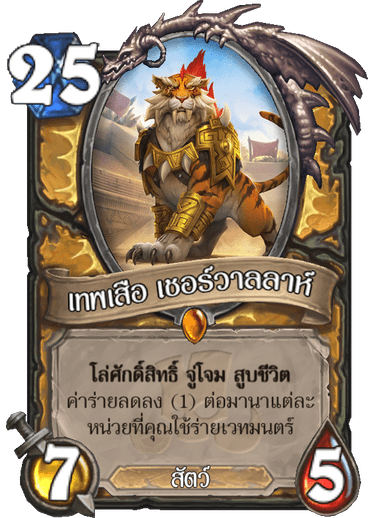 25
เทพเสือ เชอร์วาลลาห์
โล่ศักดิ์สิทธิ์ จู่โจม สูบชีวิต
ค่าร่ายลดลง (1) ต่อมานาแต่ละ
หน่วยที่คุณใช้ร่ายเวทมนตร์
7
สัตว์
5